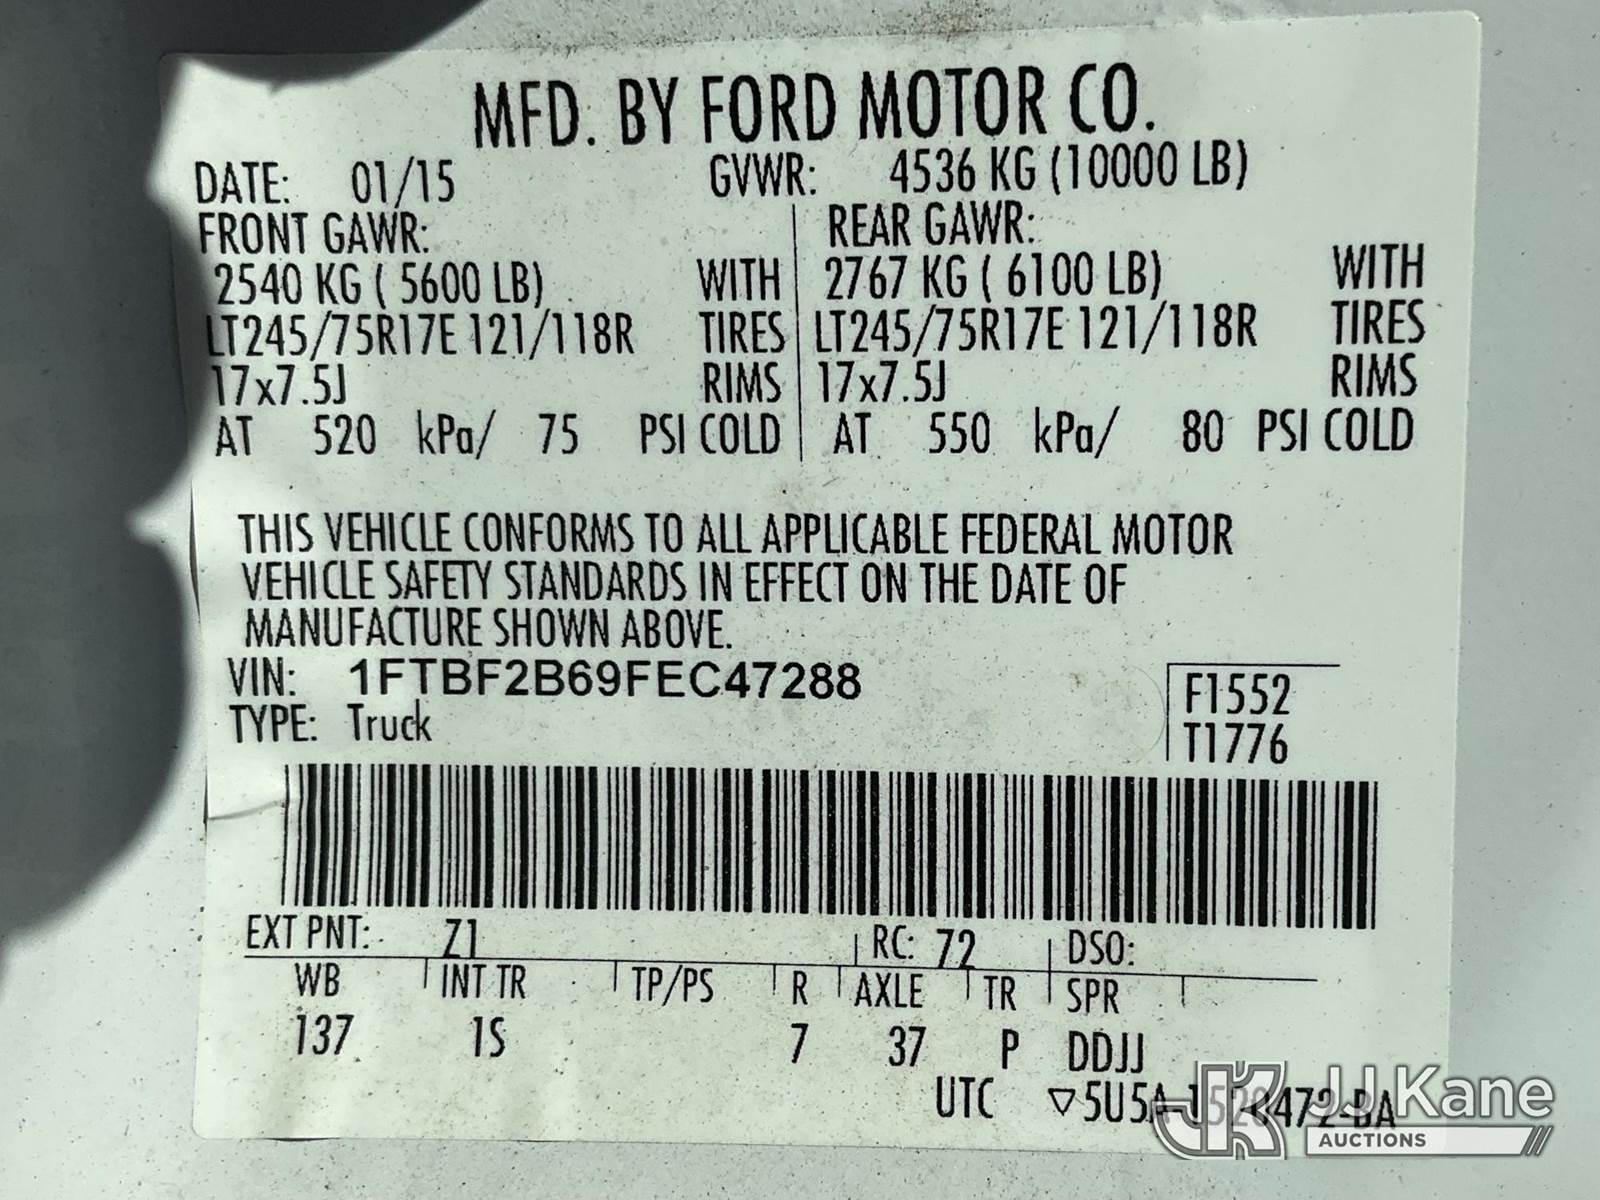 MFD. BY FORD MOTOR CO.
DATE: 01/15 GVWR: 4536 KG (10000 LB)
FRONT GAWR: REAR GAWR:
2540 KG ( 5600 LB) WITH 2767 KG ( 6100 LB) WITH
LT245/75R17E 121/118R TIRES LT245/75R17E 121/118R TIRES
17x7.5J RIMS 17x7.5J RIMS
AT 520 kPa/ 75 PSI COLD AT 550 kPa/ 80 PSI COLD
THIS VEHICLE CONFORMS TO ALL APPLICABLE FEDERAL MOTOR
VEHICLE SAFETY STANDARDS IN EFFECT ON THE DATE OF
MANUFACTURE SHOWN ABOVE.
VIN: 1FTBF2B69FEC47288
TYPE: Truck
F1552
T1776
EXT PNT: Z1 RC: 72 DSO:
WB INT TR TP/PS R AXLE TR SPR
137 1S 7 37 P DDJJ
UTC ▽5U5A-1520472-BA
JK JJ Kane
AUCTIONS